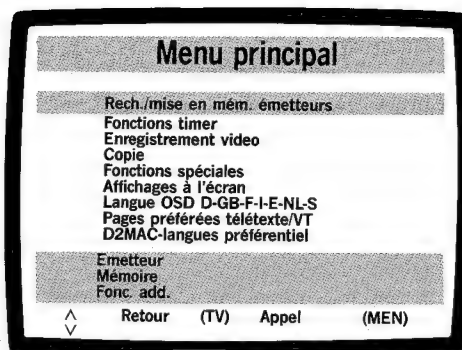 Menu principal
Rech./mise en mém. émetteurs
Fonctions timer
Enregistrement video
Copie
Fonctions spéciales
Affichages à l'écran
Langue OSD D-GB-F-I-E-NL-S
Pages préférées télétexte/VT
D2MAC-langues préférentiel
Emetteur
Mémoire
Fonc. add.
Retour (TV) Appel (MEN)